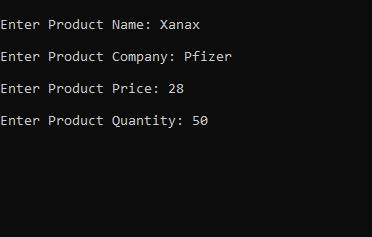 Enter Product Name: Xanax
Enter Product Company: Pfizer
Enter Product Price: 28
Enter Product Quantity: 50